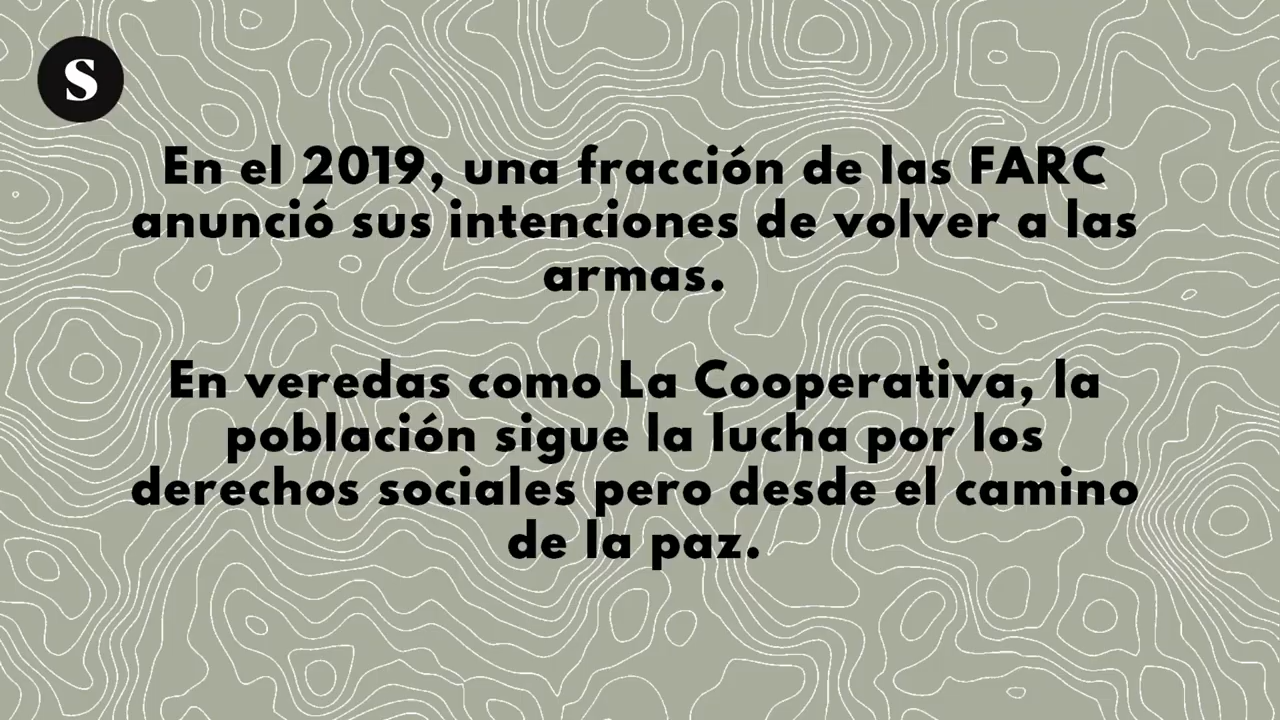 S
En el 2019, una fracción de las FARC
anunció sus intenciones de volver a las
armas.
En veredas como La Cooperativa, la
población sigue la lucha por los
derechos sociales pero desde el camino
de la paz.